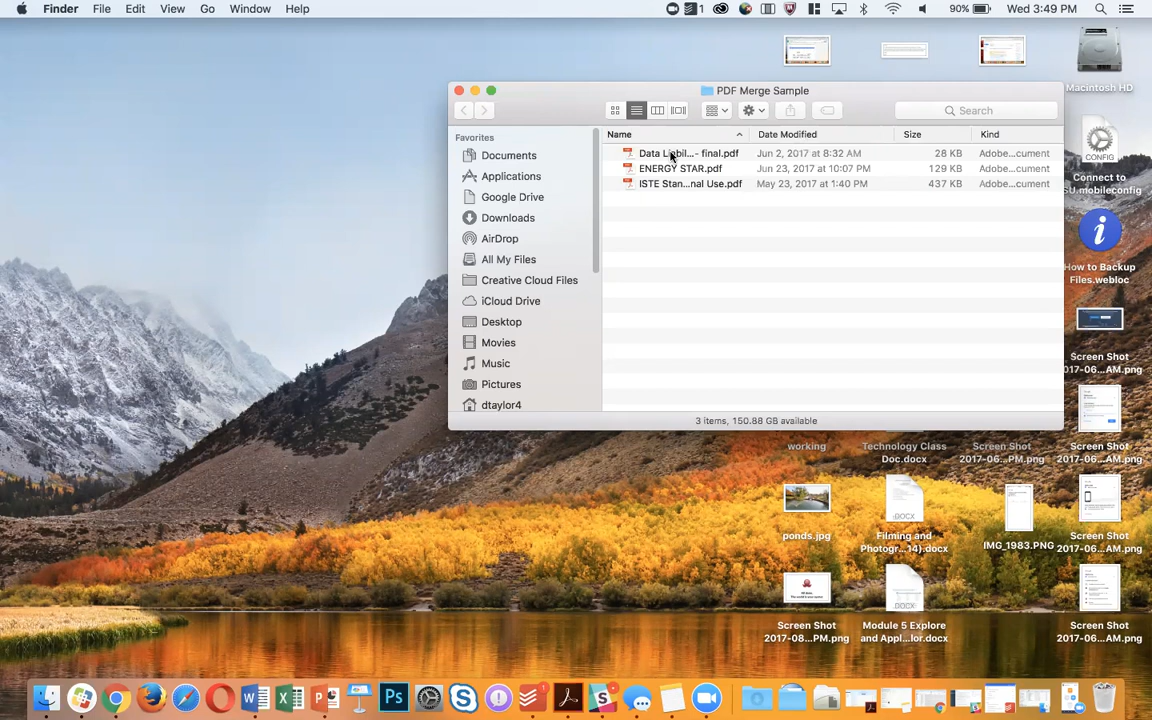 Finder File Edit View Go Window Help
1 90% Wed 3:49 PM
PDF Merge Sample
Search
Name Date Modified Size Kind
Data Liabil...- final.pdf Jun 2, 2017 at 8:32 AM 28 KB Adobe...cument
ENERGY STAR.pdf Jun 23, 2017 at 10:07 PM 129 KB Adobe...cument
ISTE Stan...nal Use.pdf May 23, 2017 at 1:40 PM 437 KB Adobe...cument
Favorites
Documents
Applications
Google Drive
Downloads
AirDrop
All My Files
Creative Cloud Files
iCloud Drive
Desktop
Movies
Music
Pictures
dtaylor4
3 items, 150.88 GB available
Macintosh HD
CONFIG
Connect to
SU.mobileconfig
How to Backup
Files.webloc
Screen Shot
2017-06...AM.png
working
Technology Class
Doc.docx
Screen Shot
2017-06...PM.png
Screen Shot
2017-06...AM.png
ponds.jpg
DOCX
Filming and
Photogr...14).docx
IMG_1983.PNG
Screen Shot
2017-06...AM.png
Screen Shot
2017-08...PM.png
DOCX
Module 5 Explore
and Appl...lor.docx
Screen Shot
2017-06...AM.png
Ps